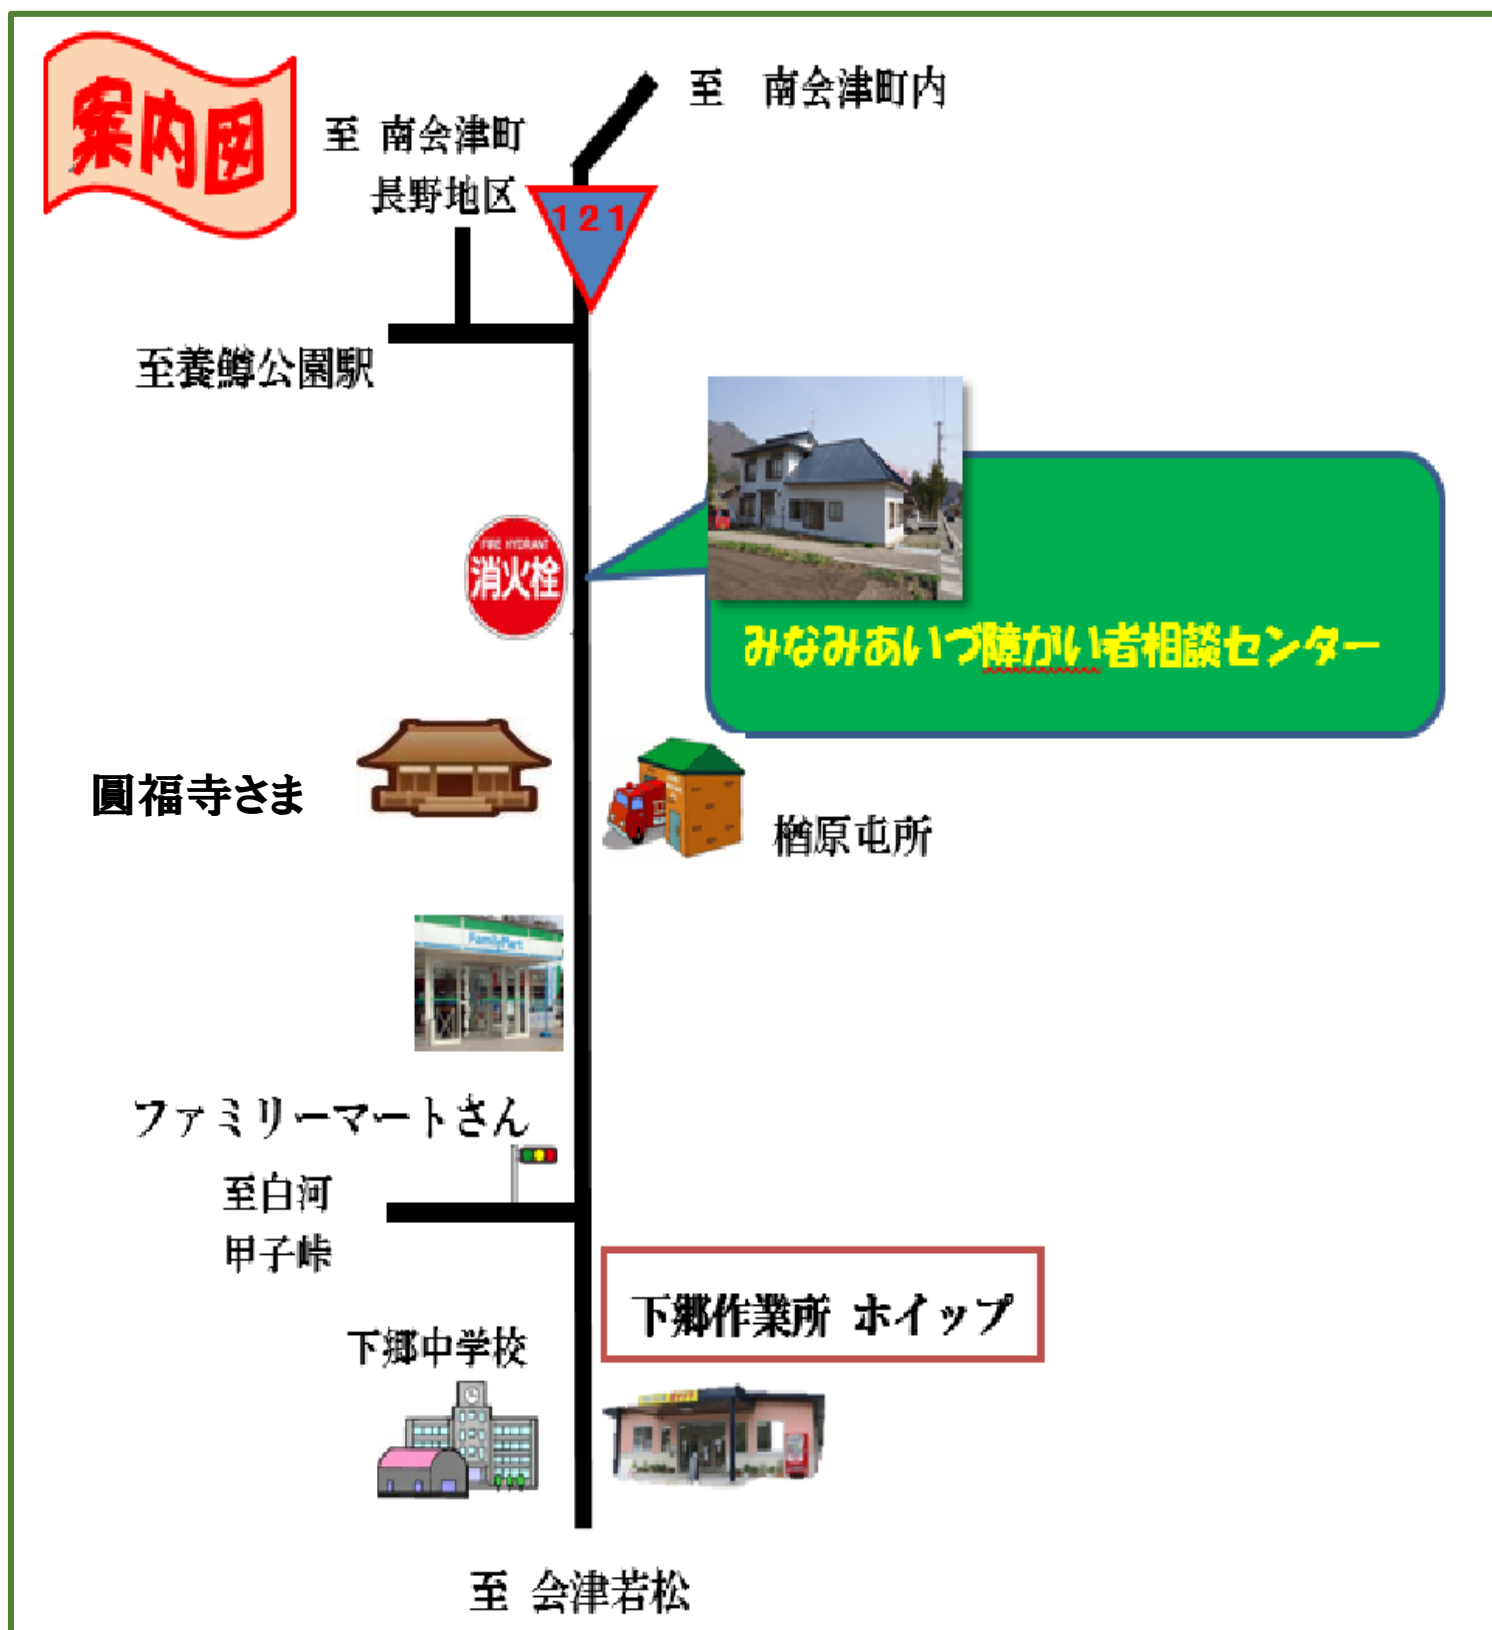 案内図
至 南会津町内
至 南会津町
長野地区
121
至養鱒公園駅
FIRE HYDRANT
消火栓
みなみあいづ障がい者相談センター
圓福寺さま
楢原屯所
FamilyMart
ファミリーマートさん
至白河
甲子峠
下郷作業所 ホイップ
下郷中学校
至 会津若松